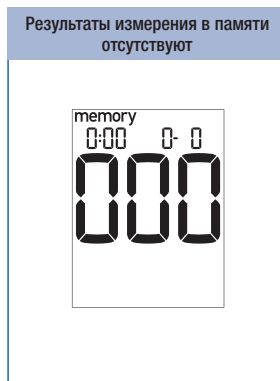 Результаты измерения в памяти
отсутствуют
memory
0:00 0- 0
000